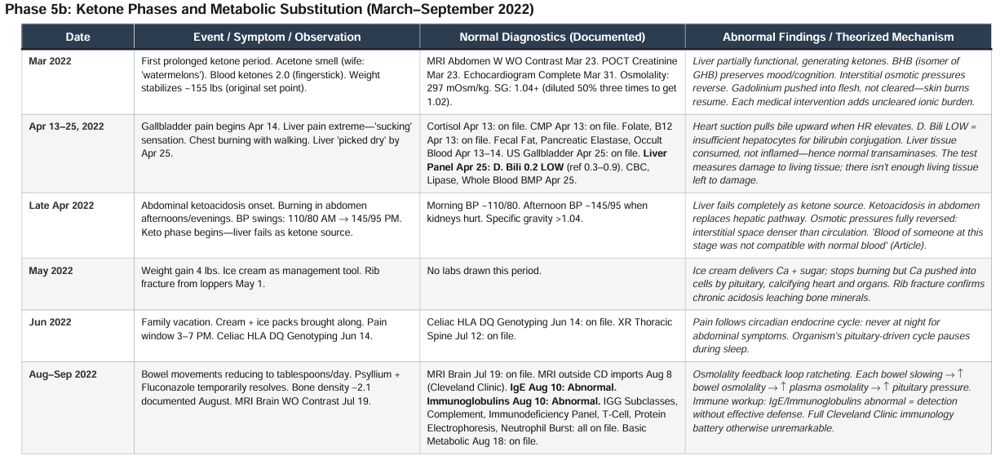 Phase 5b: Ketone Phases and Metabolic Substitution (March–September 2022)
Date
Event / Symptom / Observation
Normal Diagnostics (Documented)
Abnormal Findings / Theorized Mechanism
Mar 2022
First prolonged ketone period. Acetone smell (wife:
'watermelons'). Blood ketones 2.0 (fingerstick). Weight
stabilizes ~155 lbs (original set point).
MRI Abdomen W WO Contrast Mar 23. POCT Creatinine
Mar 23. Echocardiogram Complete Mar 31. Osmolality:
297 mOsm/kg. SG: 1.04+ (diluted 50% three times to get
1.02).
Liver partially functional, generating ketones. BHB (isomer of
GHB) preserves mood/cognition. Interstitial osmotic pressures
reverse. Gadolinium pushed into flesh, not cleared—skin burns
resume. Each medical intervention adds uncleared ionic burden.
Apr 13–25, 2022
Gallbladder pain begins Apr 14. Liver pain extreme—'sucking'
sensation. Chest burning with walking. Liver 'picked dry' by
Apr 25.
Cortisol Apr 13: on file. CMP Apr 13: on file. Folate, B12
Apr 13: on file. Fecal Fat, Pancreatic Elastase, Occult
Blood Apr 13–14. US Gallbladder Apr 25: on file. Liver
Panel Apr 25: D. Bili 0.2 LOW (ref 0.3–0.9). CBC,
Lipase, Whole Blood BMP Apr 25.
Heart suction pulls bile upward when HR elevates. D. Bili LOW =
insufficient hepatocytes for bilirubin conjugation. Liver tissue
consumed, not inflamed—hence normal transaminases. The test
measures damage to living tissue; there isn't enough living tissue
left to damage.
Late Apr 2022
Abdominal ketoacidosis onset. Burning in abdomen
afternoons/evenings. BP swings: 110/80 AM → 145/95 PM.
Keto phase begins—liver fails as ketone source.
Morning BP ~110/80. Afternoon BP ~145/95 when
kidneys hurt. Specific gravity >1.04.
Liver fails completely as ketone source. Ketoacidosis in abdomen
replaces hepatic pathway. Osmotic pressures fully reversed:
interstitial space denser than circulation. 'Blood of someone at this
stage was not compatible with normal blood' (Article).
May 2022
Weight gain 4 lbs. Ice cream as management tool. Rib
fracture from loppers May 1.
No labs drawn this period.
Ice cream delivers Ca + sugar; stops burning but Ca pushed into
cells by pituitary, calcifying heart and organs. Rib fracture confirms
chronic acidosis leaching bone minerals.
Jun 2022
Family vacation. Cream + ice packs brought along. Pain
window 3–7 PM. Celiac HLA DQ Genotyping Jun 14.
Celiac HLA DQ Genotyping Jun 14: on file. XR Thoracic
Spine Jul 12: on file.
Pain follows circadian endocrine cycle: never at night for
abdominal symptoms. Organism's pituitary-driven cycle pauses
during sleep.
Aug–Sep 2022
Bowel movements reducing to tablespoons/day. Psyllium +
Fluconazole temporarily resolves. Bone density –2.1
documented August. MRI Brain WO Contrast Jul 19.
MRI Brain Jul 19: on file. MRI outside CD imports Aug 8
(Cleveland Clinic). IgE Aug 10: Abnormal.
Immunoglobulins Aug 10: Abnormal. IGG Subclasses,
Complement, Immunodeficiency Panel, T-Cell, Protein
Electrophoresis, Neutrophil Burst: all on file. Basic
Metabolic Aug 18: on file.
Osmolality feedback loop ratcheting. Each bowel slowing → ↑
bowel osmolality → ↑ plasma osmolality → ↑ pituitary pressure.
Immune workup: IgE/Immunoglobulins abnormal = detection
without effective defense. Full Cleveland Clinic immunology
battery otherwise unremarkable.